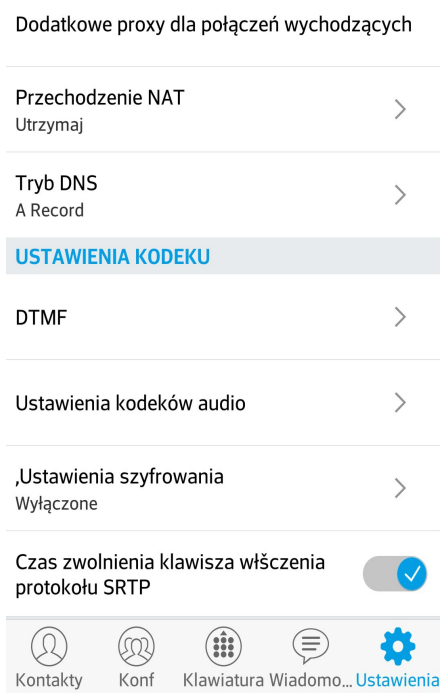 Dodatkowe proxy dla połączeń wychodzących
Przechodzenie NAT
Utrzymaj
Tryb DNS
A Record
USTAWIENIA KODEKU
DTMF
Ustawienia kodeków audio
,Ustawienia szyfrowania
Wyłączone
Czas zwolnienia klawisza włšczenia
protokołu SRTP
Kontakty Konf Klawiatura Wiadomo... Ustawienia